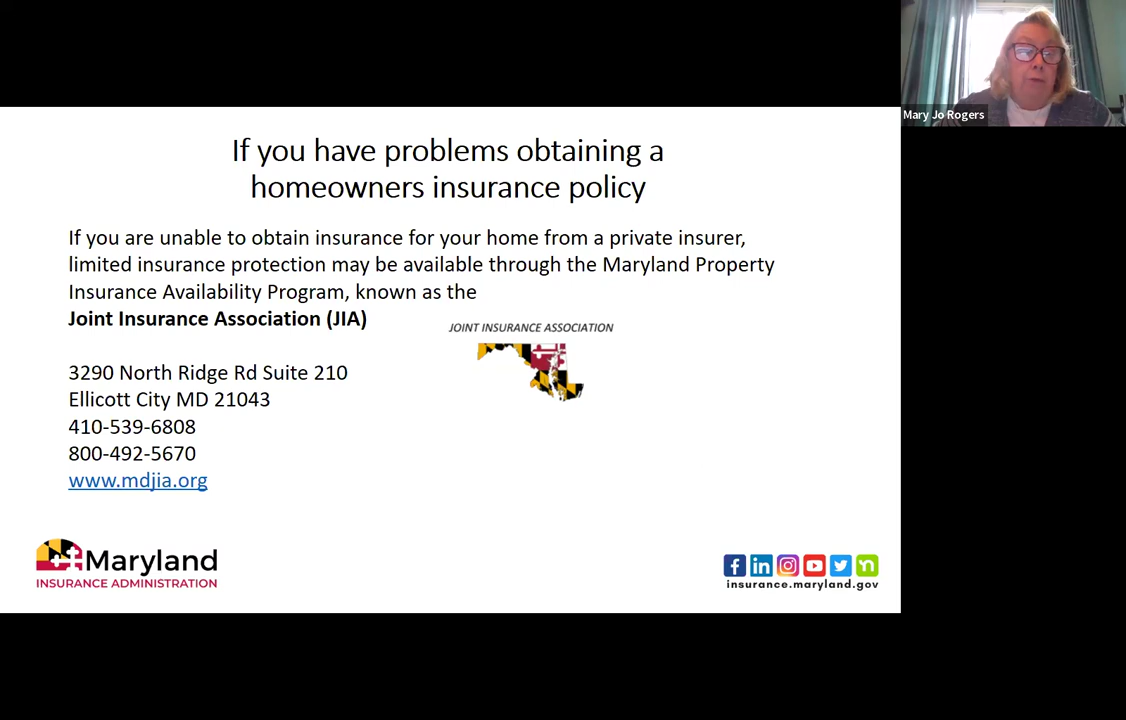 Mary Jo Rogers
If you have problems obtaining a
homeowners insurance policy
If you are unable to obtain insurance for your home from a private insurer,
limited insurance protection may be available through the Maryland Property
Insurance Availability Program, known as the
Joint Insurance Association (JIA)
JOINT INSURANCE ASSOCIATION
3290 North Ridge Rd Suite 210
Ellicott City MD 21043
410-539-6808
800-492-5670
www.mdjia.org
Maryland
INSURANCE ADMINISTRATION
insurance.maryland.gov